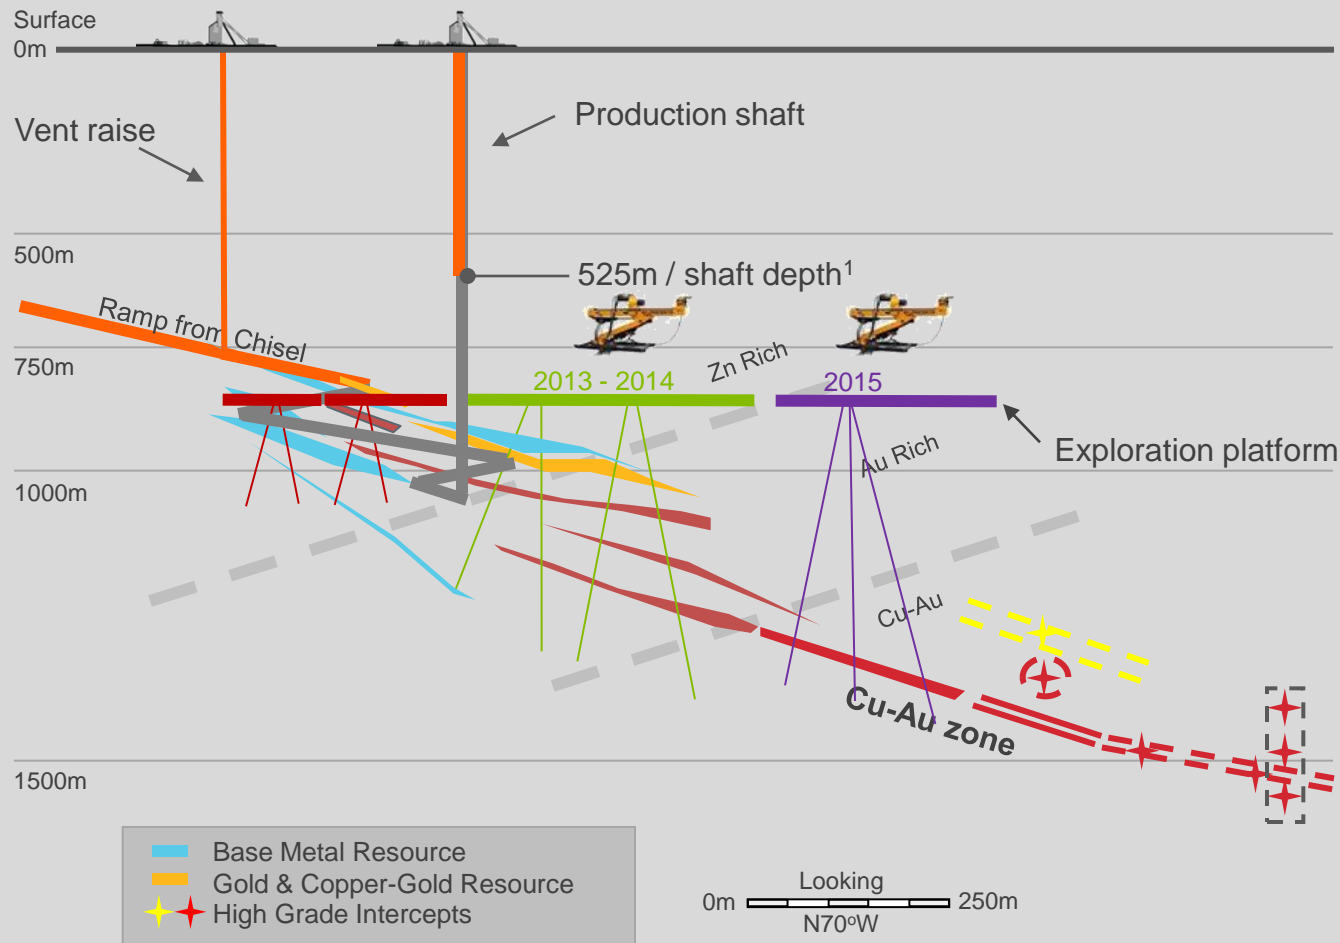 Surface
0m
Production shaft
Vent raise
500m
525m / shaft depth¹
Ramp from Chisel
750m
Zn Rich
2013 - 2014
2015
Au Rich
Exploration platform
1000m
Cu-Au
Cu-Au zone
1500m
Base Metal Resource
Gold & Copper-Gold Resource
High Grade Intercepts
Looking
0m
250m
N70ºW